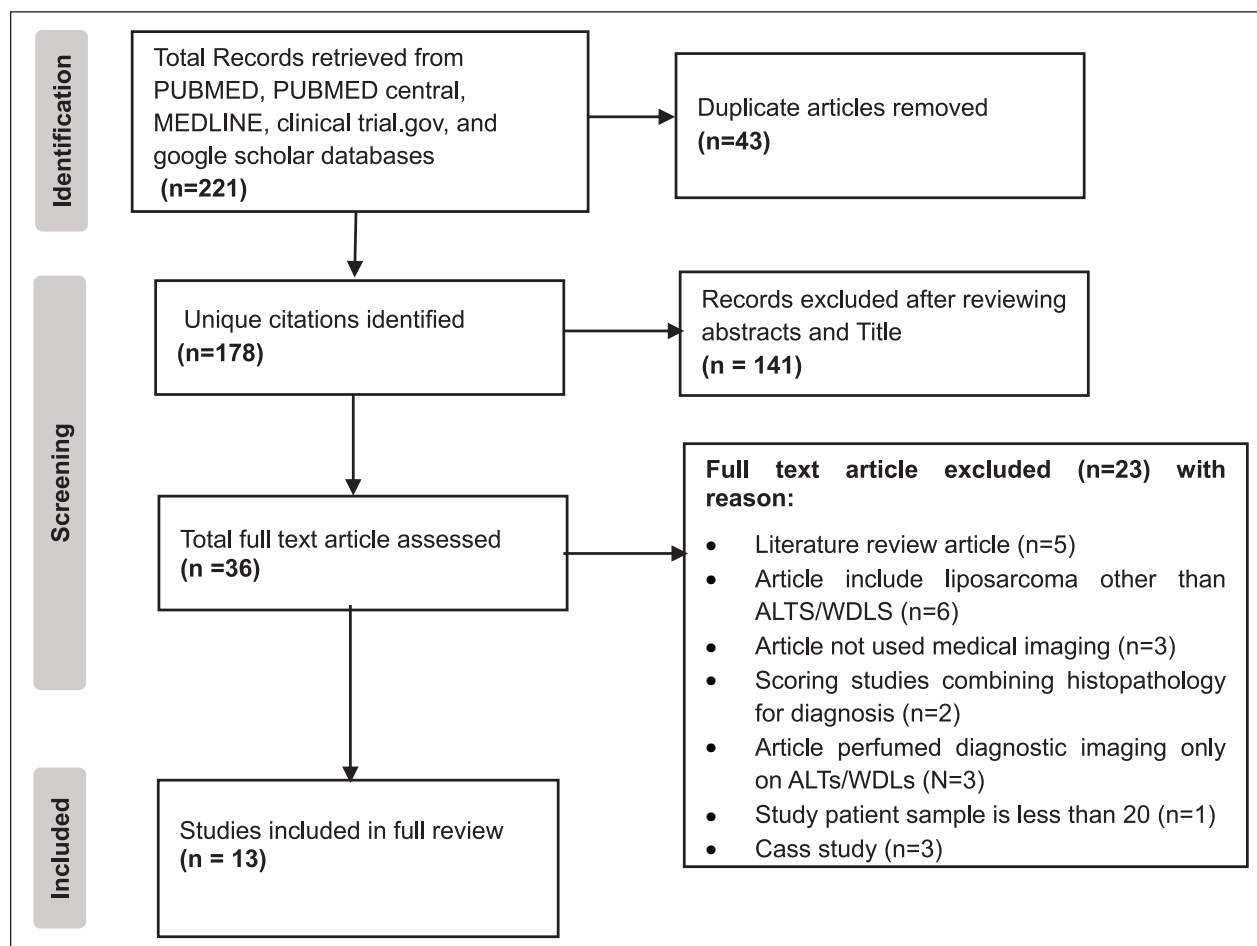 Identification
Total Records retrieved from
PUBMED, PUBMED central,
MEDLINE, clinical trial.gov, and
google scholar databases
(n=221)
Duplicate articles removed
(n=43)
Screening
Unique citations identified
(n=178)
Records excluded after reviewing
abstracts and Title
(n = 141)
Total full text article assessed
(n =36)
Full text article excluded (n=23) with
reason:
• Literature review article (n=5)
• Article include liposarcoma other than
ALTS/WDLS (n=6)
• Article not used medical imaging (n=3)
• Scoring studies combining histopathology
for diagnosis (n=2)
• Article perfumed diagnostic imaging only
on ALTs/WDLs (N=3)
• Study patient sample is less than 20 (n=1)
• Cass study (n=3)
Included
Studies included in full review
(n = 13)